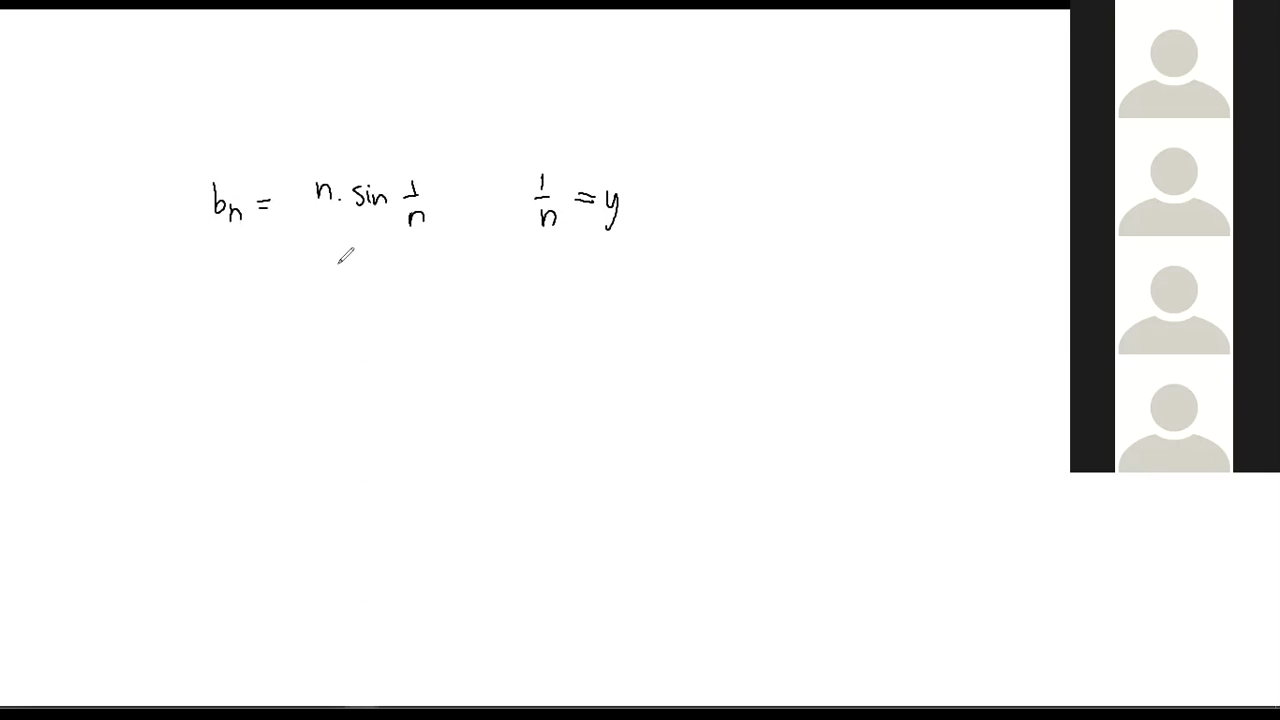 bₙ = n. sin 1/n    1/n = y